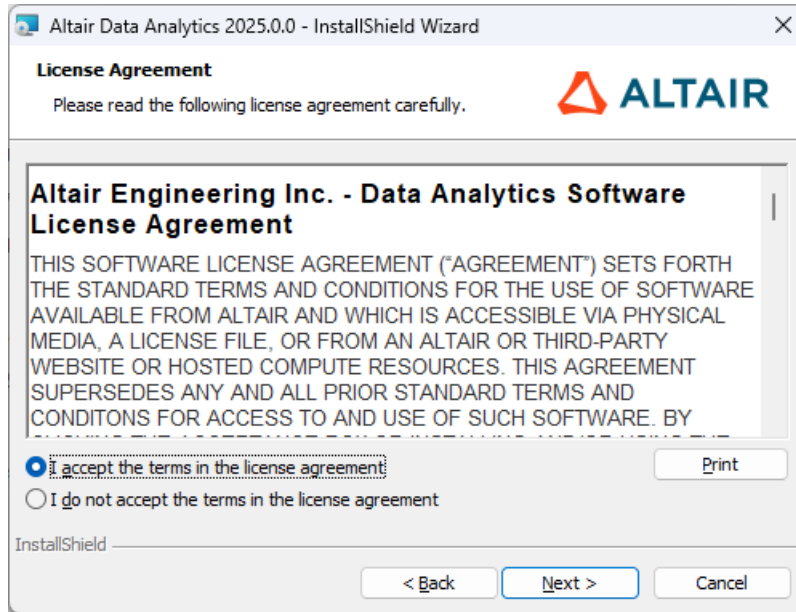 Altair Data Analytics 2025.0.0 - InstallShield Wizard
License Agreement
Please read the following license agreement carefully.
ALTAIR
Altair Engineering Inc. - Data Analytics Software
License Agreement
THIS SOFTWARE LICENSE AGREEMENT (“AGREEMENT”) SETS FORTH
THE STANDARD TERMS AND CONDITIONS FOR THE USE OF SOFTWARE
AVAILABLE FROM ALTAIR AND WHICH IS ACCESSIBLE VIA PHYSICAL
MEDIA, A LICENSE FILE, OR FROM AN ALTAIR OR THIRD-PARTY
WEBSITE OR HOSTED COMPUTE RESOURCES. THIS AGREEMENT
SUPERSEDES ANY AND ALL PRIOR STANDARD TERMS AND
CONDITONS FOR ACCESS TO AND USE OF SUCH SOFTWARE. BY
I accept the terms in the license agreement
Print
I do not accept the terms in the license agreement
InstallShield
< Back
Next >
Cancel